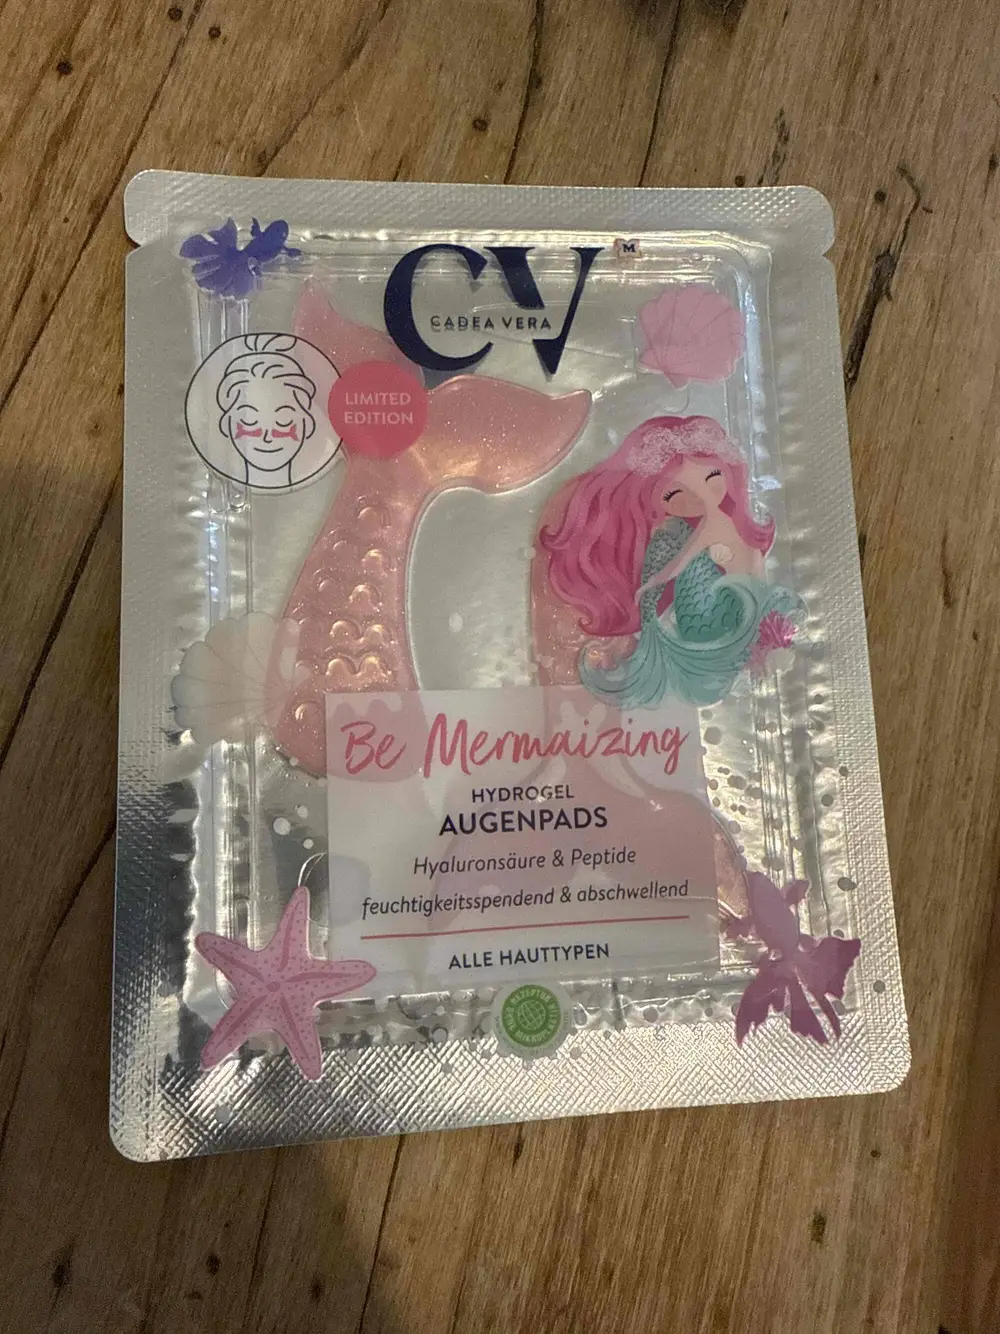 CV
M
CADEA VERA
LIMITED
EDITION
Be Mermaizing
HYDROGEL
AUGENPADS
Hyaluronsäure & Peptide
feuchtigkeitsspendend & abschwellend
ALLE HAUTTYPEN